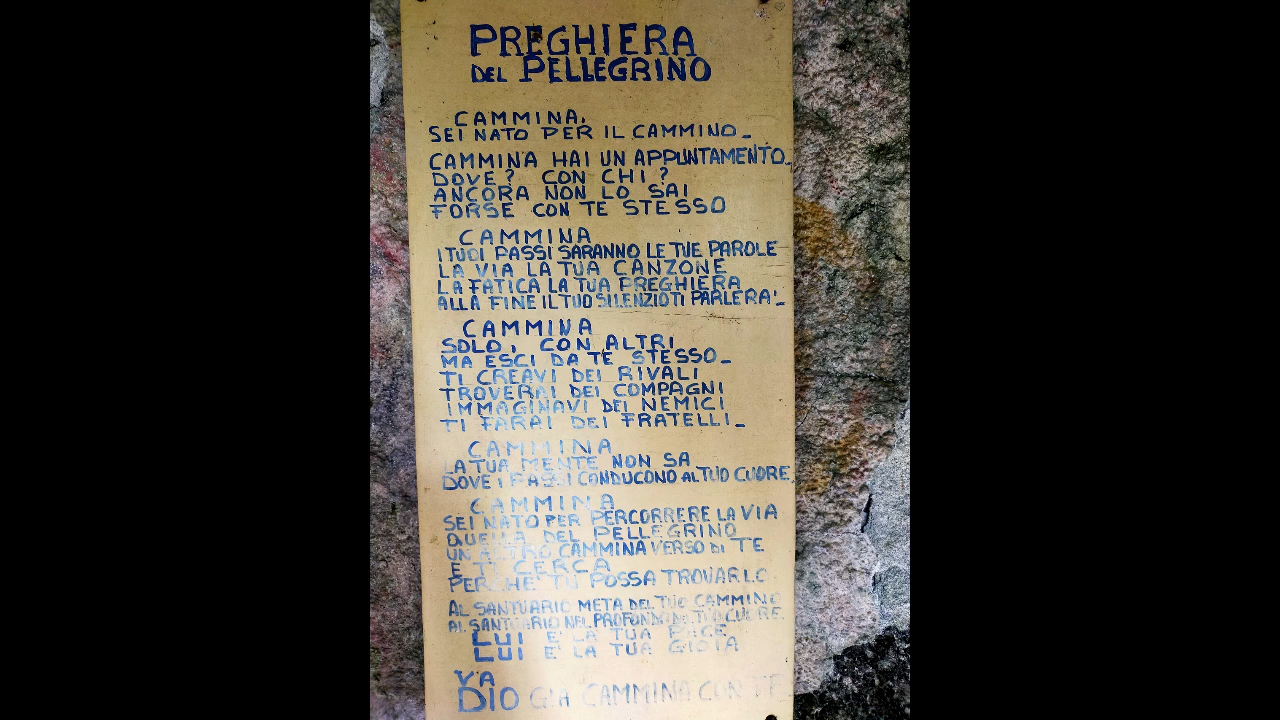 PREGHIERA
DEL PELLEGRINO
CAMMINA,
SEI NATO PER IL CAMMINO_
CAMMINA HAI UN APPUNTAMENTO_
DOVE? CON CHI?
ANCORA NON LO SAI
FORSE CON TE STESSO
CAMMINA
I TUOI PASSI SARANNO LE TUE PAROLE
LA VIA LA TUA CANZONE
LA FATICA LA TUA PREGHIERA
ALLA FINE IL TUO SILENZIO TI PARLERA'_
CAMMINA
SOLO, CON ALTRI
MA ESCI DA TE STESSO_
TI CREAVI DEI RIVALI
TROVERAI DEI COMPAGNI
IMMAGINAVI DEI NEMICI
TI FARAI DEI FRATELLI_
CAMMINA
LA TUA MENTE NON SA
DOVE I PASSI CONDUCONO AL TUO CUORE
CAMMINA
SEI NATO PER PERCORRERE LA VIA
QUELLA DEL PELLEGRINO
UN ALTRO CAMMINA VERSO DI TE
E TI CERCA
PERCHE' TU POSSA TROVARLO
AL SANTUARIO META DEL TUO CAMMINO
AL SANTUARIO NEL PROFONDO TUO CUORE
LUI E' LA TUA PACE
LUI E' LA TUA GIOIA
VA
DIO GIA CAMMINA CON TE